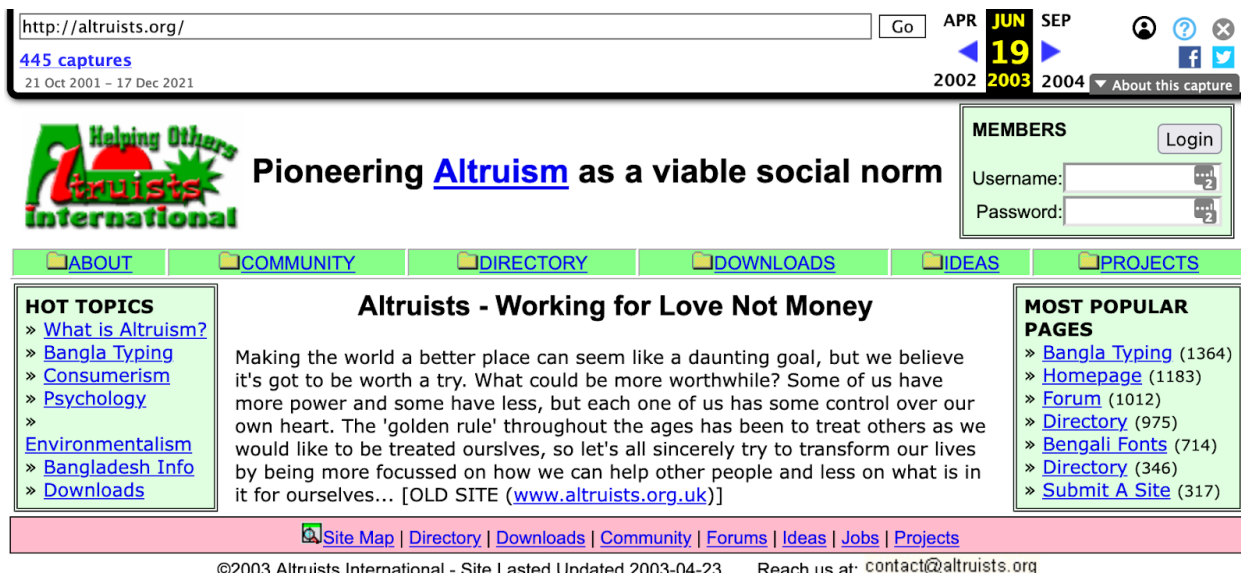 http://altruists.org/ Go
APR JUN SEP
19
2002 2003 2004
445 captures
21 Oct 2001 – 17 Dec 2021
About this capture
Helping Others
Altruists
international
Pioneering Altruism as a viable social norm
MEMBERS
Login
Username:
Password:
ABOUT
COMMUNITY
DIRECTORY
DOWNLOADS
IDEAS
PROJECTS
HOT TOPICS
» What is Altruism?
» Bangla Typing
» Consumerism
» Psychology
»
Environmentalism
» Bangladesh Info
» Downloads
Altruists - Working for Love Not Money
Making the world a better place can seem like a daunting goal, but we believe
it's got to be worth a try. What could be more worthwhile? Some of us have
more power and some have less, but each one of us has some control over our
own heart. The 'golden rule' throughout the ages has been to treat others as we
would like to be treated ourslves, so let's all sincerely try to transform our lives
by being more focussed on how we can help other people and less on what is in
it for ourselves... [OLD SITE (www.altruists.org.uk)]
MOST POPULAR
PAGES
» Bangla Typing (1364)
» Homepage (1183)
» Forum (1012)
» Directory (975)
» Bengali Fonts (714)
» Directory (346)
» Submit A Site (317)
Site Map | Directory | Downloads | Community | Forums | Ideas | Jobs | Projects
©2003 Altruists International - Site Lasted Updated 2003-04-23 Reach us at: contact@altruists.org